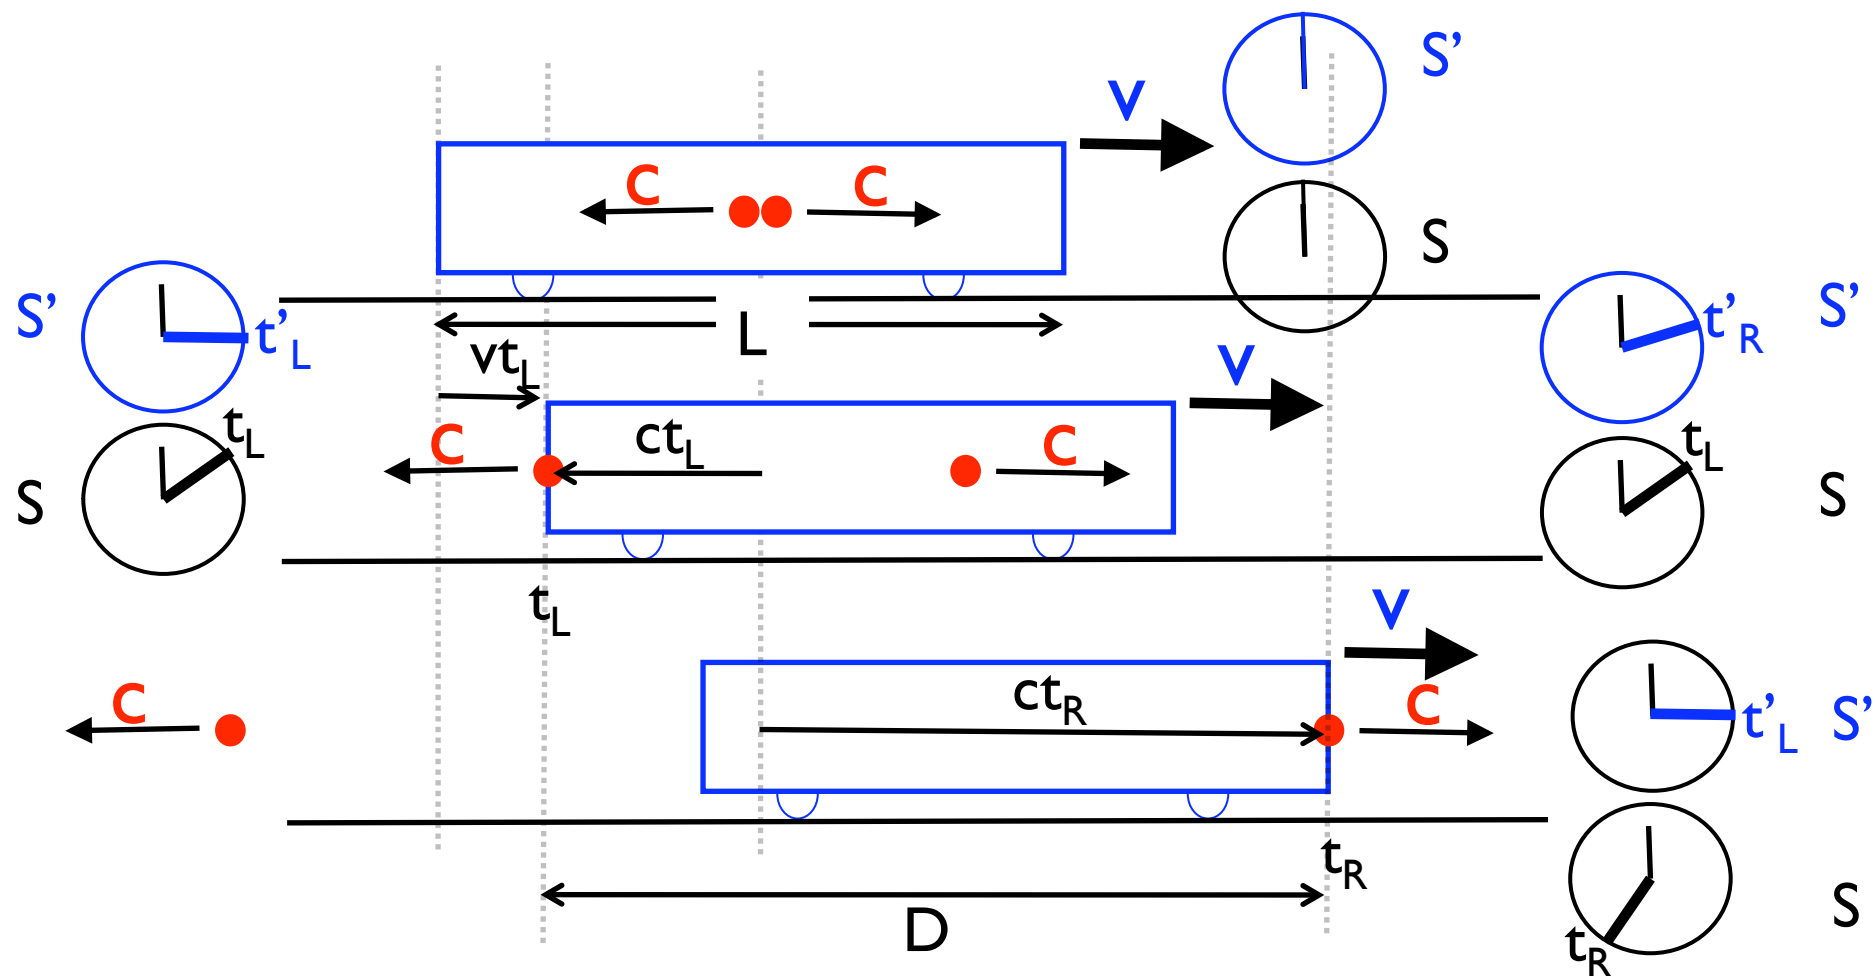 S'
v
C C
S
S' t'L
L
t'R S'
vtL
v
tL
C ctL C
tL
S
S
tL
v
C
ctR
C
t'L S'
tR
D
S
tR